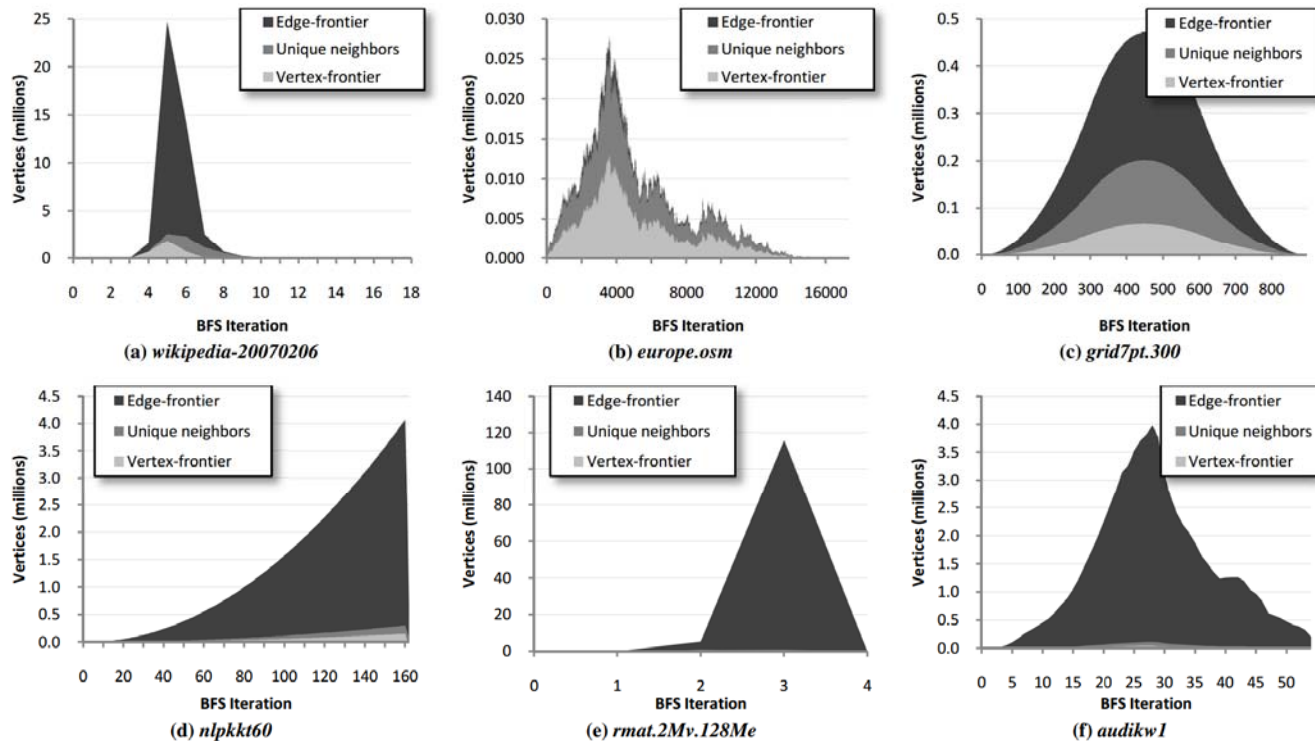 Vertices (millions)
25
20
15
10
5
0
0 2 4 6 8 10 12 14 16 18
Edge-frontier
Unique neighbors
Vertex-frontier
BFS Iteration
(a) wikipedia-20070206
Vertices (millions)
0.030
0.025
0.020
0.015
0.010
0.005
0.000
0 4000 8000 12000 16000
Edge-frontier
Unique neighbors
Vertex-frontier
BFS Iteration
(b) europe.osm
Vertices (millions)
0.5
0.4
0.3
0.2
0.1
0.0
100 200 300 400 500 600 700 800
Edge-frontier
Unique neighbors
Vertex-frontier
BFS Iteration
(c) grid7pt.300
Vertices (millions)
4.5
4.0
3.5
3.0
2.5
2.0
1.5
1.0
0.5
0.0
0 20 40 60 80 100 120 140 160
Edge-frontier
Unique neighbors
Vertex-frontier
BFS Iteration
(d) nlpkkt60
Vertices (millions)
140
120
100
80
60
40
20
0
0 1 2 3 4
Edge-frontier
Unique neighbors
Vertex-frontier
BFS Iteration
(e) rmat.2Mv.128Me
Vertices (millions)
4.5
4.0
3.5
3.0
2.5
2.0
1.5
1.0
0.5
0.0
0 5 10 15 20 25 30 35 40 45 50
Edge-frontier
Unique neighbors
Vertex-frontier
BFS Iteration
(f) audikw1